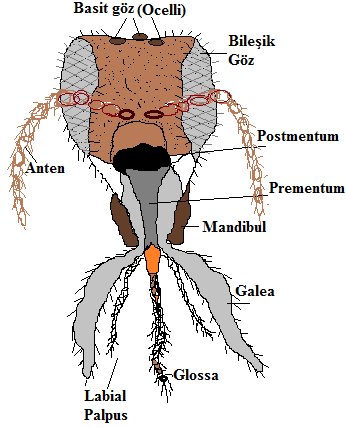 Basit göz (Ocelli)
Bileşik
Göz
Postmentum
Anten
Prementum
Mandibul
Galea
Glossa
Labial
Palpus